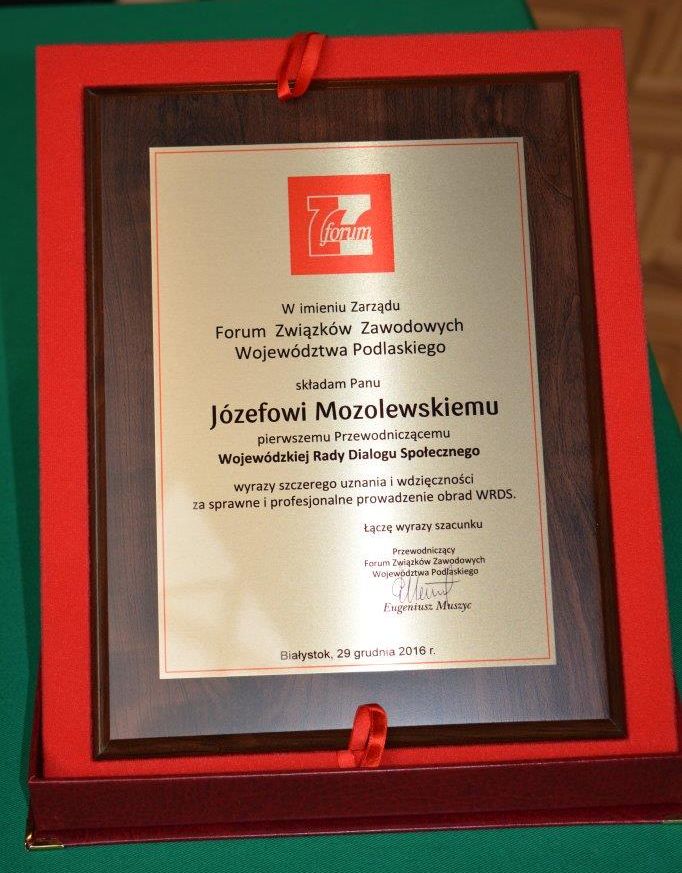 forum
W imieniu Zarządu
Forum Związków Zawodowych
Województwa Podlaskiego
składam Panu
Józefowi Mozolewskiemu
pierwszemu Przewodniczącemu
Wojewódzkiej Rady Dialogu Społecznego
wyrazy szczerego uznania i wdzięczności
za sprawne i profesjonalne prowadzenie obrad WRDS.
Łączę wyrazy szacunku
Przewodniczący
Forum Związków Zawodowych
Województwa Podlaskiego
Eugeniusz Muszyc
Białystok, 29 grudnia 2016 r.